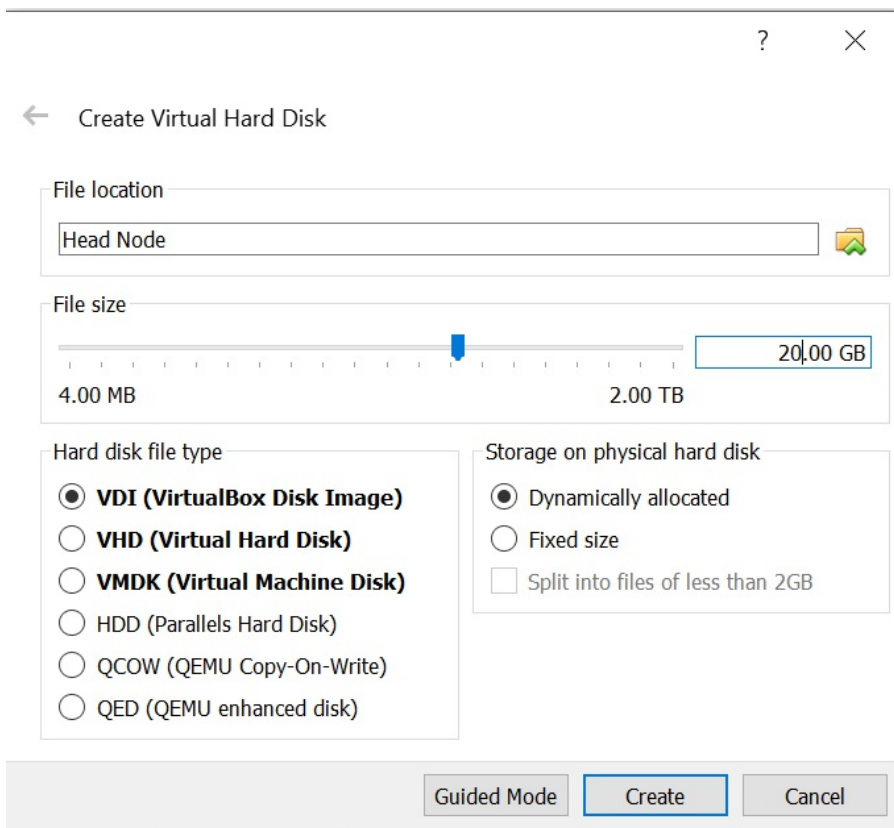 ?
Create Virtual Hard Disk
File location
Head Node
File size
20.00 GB
4.00 MB 2.00 TB
Hard disk file type
VDI (VirtualBox Disk Image)
VHD (Virtual Hard Disk)
VMDK (Virtual Machine Disk)
HDD (Parallels Hard Disk)
QCOW (QEMU Copy-On-Write)
QED (QEMU enhanced disk)
Storage on physical hard disk
Dynamically allocated
Fixed size
Split into files of less than 2GB
Guided Mode Create Cancel